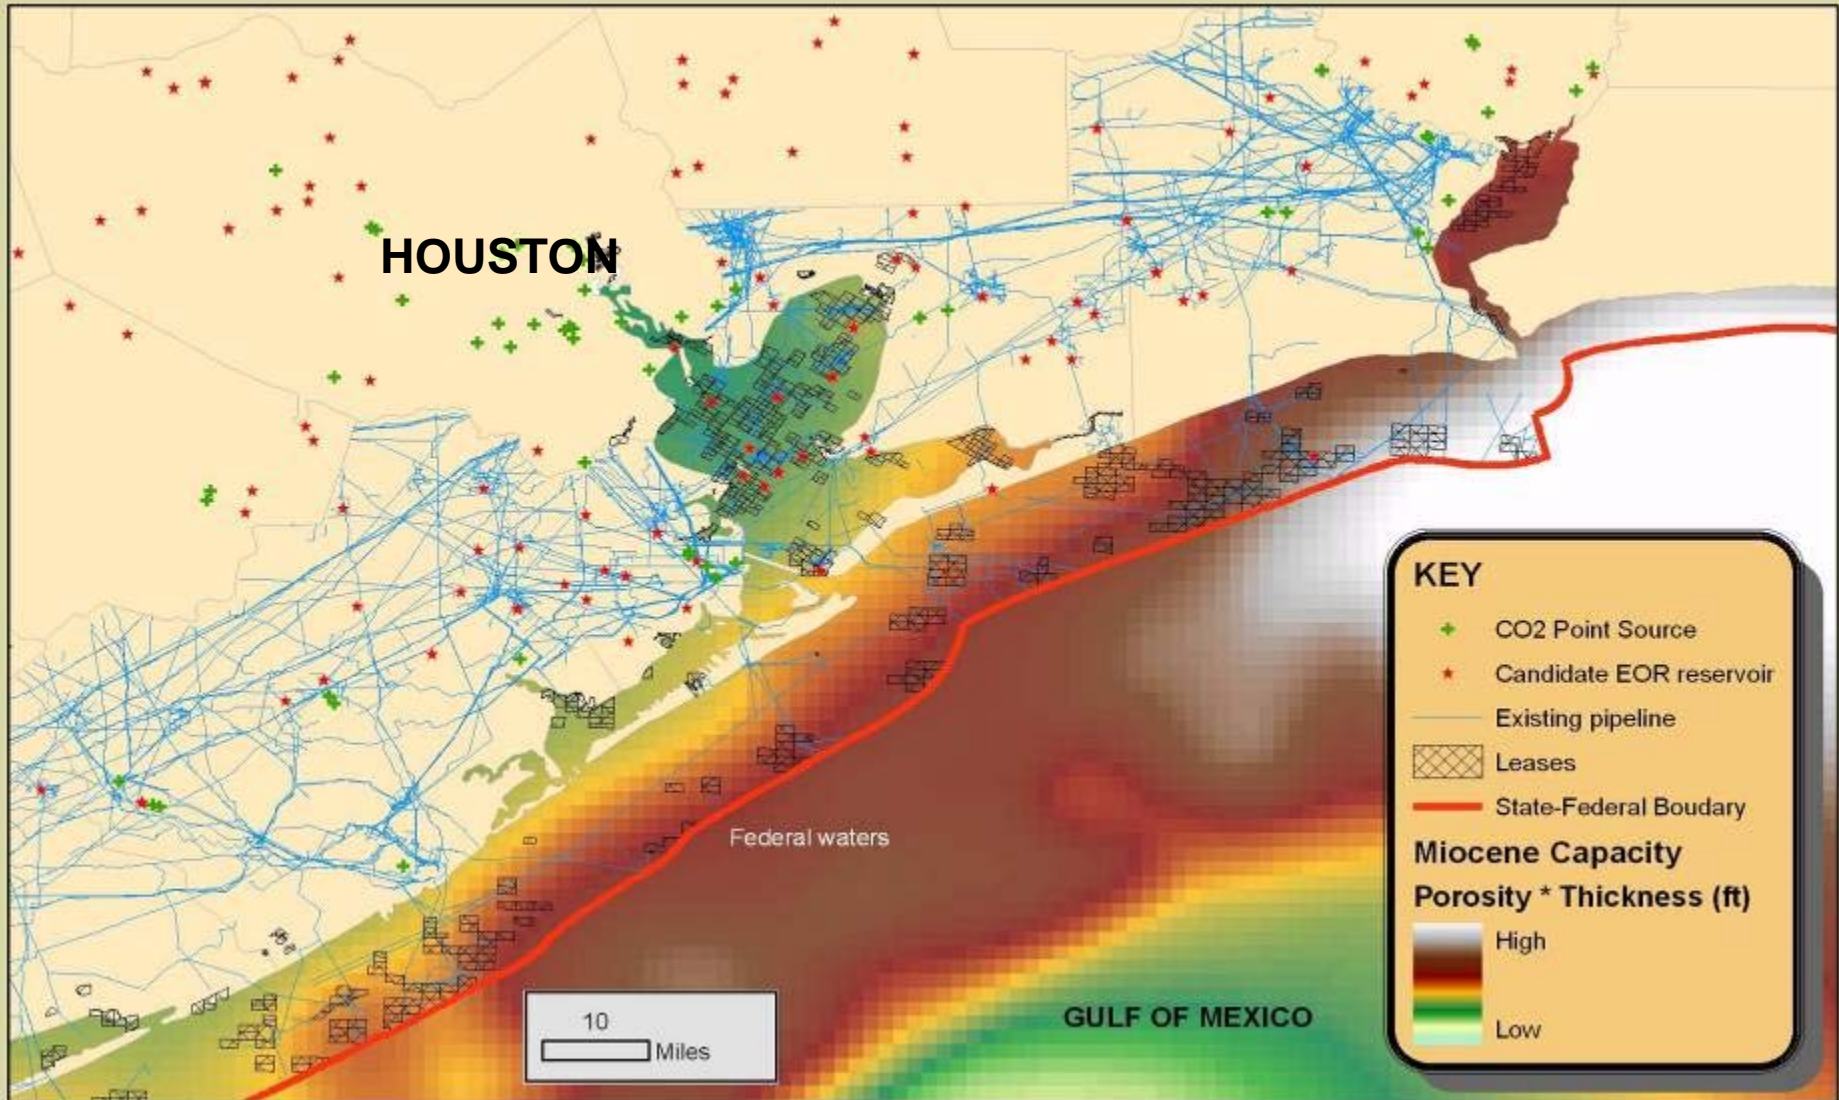 HOUSTON
Federal waters
GULF OF MEXICO
10
Miles
KEY
CO2 Point Source
Candidate EOR reservoir
Existing pipeline
Leases
State-Federal Boudary
Miocene Capacity
Porosity * Thickness (ft)
High
Low